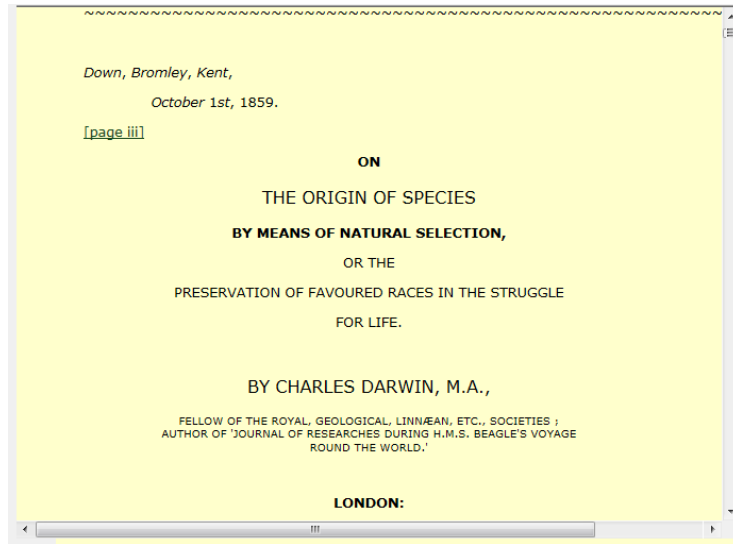 ~~~~~~~~~~~~~~~~~~~~~~~~~~~~~~~~~~~~~~~~~~~~~~~~~~~~~~~~~~
Down, Bromley, Kent,
October 1st, 1859.
[page iii]
ON
THE ORIGIN OF SPECIES
BY MEANS OF NATURAL SELECTION,
OR THE
PRESERVATION OF FAVOURED RACES IN THE STRUGGLE
FOR LIFE.
BY CHARLES DARWIN, M.A.,
FELLOW OF THE ROYAL, GEOLOGICAL, LINNÆAN, ETC., SOCIETIES ;
AUTHOR OF 'JOURNAL OF RESEARCHES DURING H.M.S. BEAGLE'S VOYAGE
ROUND THE WORLD.'
LONDON: